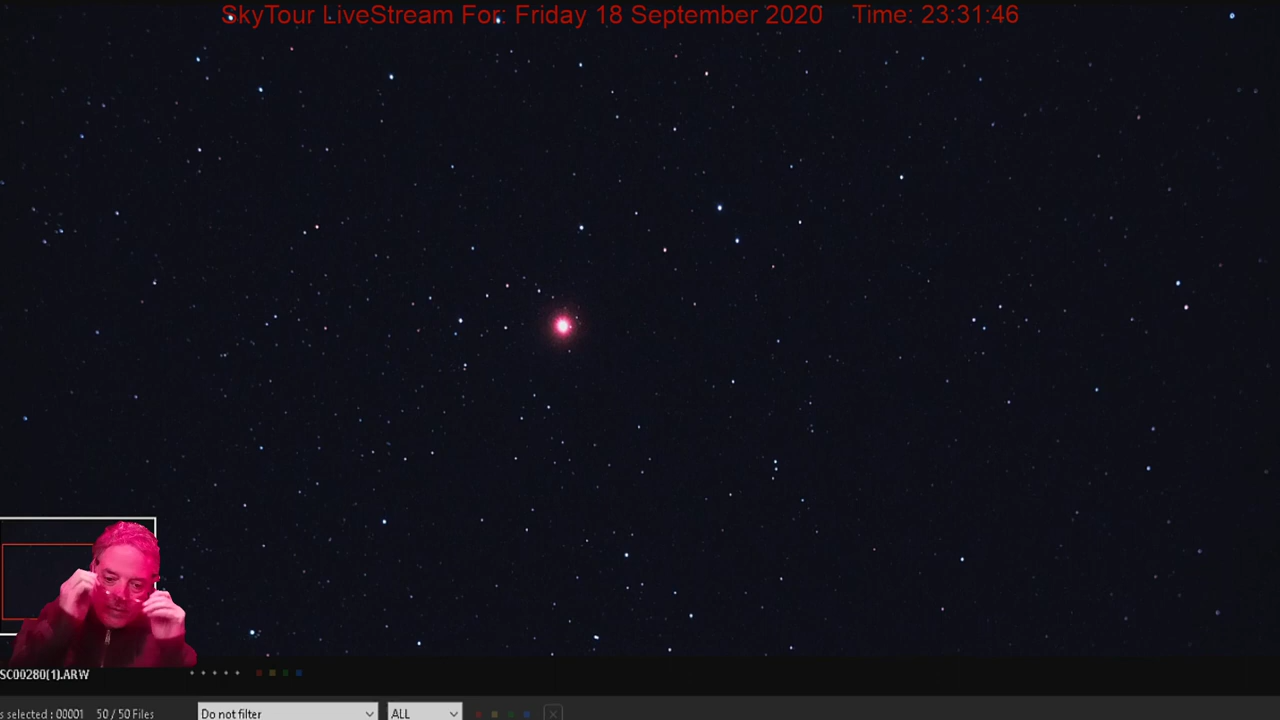 SkyTour LiveStream For: Friday 18 September 2020 Time: 23:31:46
SC00280(1).ARW
s selected : 00001 50 / 50 Files Do not filter ALL